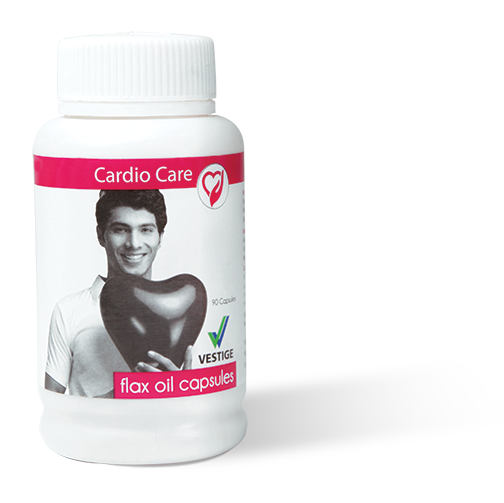 Cardio Care
90 Capsules
VESTIGE
flax oil capsules